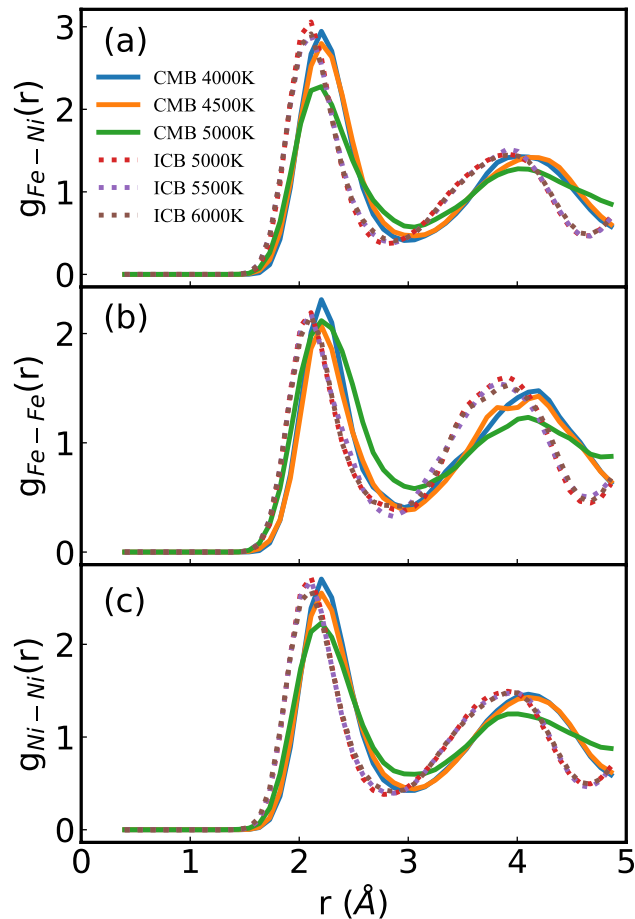 (a)
g_{Fe-Ni}(r)
3
2
1
0
CMB 4000K
CMB 4500K
CMB 5000K
ICB 5000K
ICB 5500K
ICB 6000K
(b)
g_{Fe-Fe}(r)
2
1
0
(c)
g_{Ni-Ni}(r)
2
1
0
0 1 2 3 4 5
r (Å)